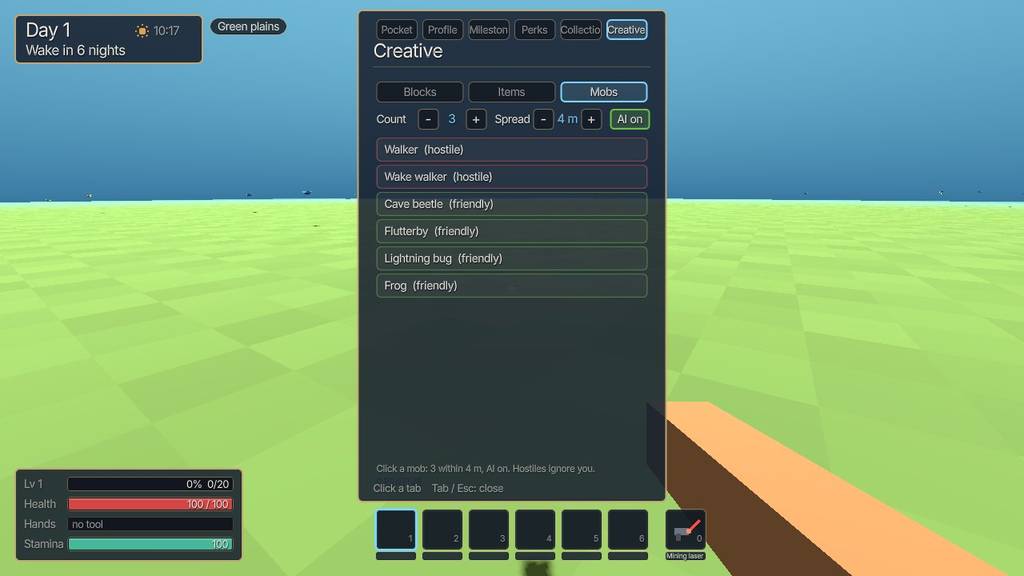 Day 1
10:17
Wake in 6 nights
Green plains
Pocket
Profile
Mileston
Perks
Collectio
Creative
Creative
Blocks
Items
Mobs
Count - 3 + Spread - 4 m + AI on
Walker (hostile)
Wake walker (hostile)
Cave beetle (friendly)
Flutterby (friendly)
Lightning bug (friendly)
Frog (friendly)
Click a mob: 3 within 4 m, AI on. Hostiles ignore you.
Click a tab Tab / Esc: close
Lv 1 0% 0/20
Health 100 / 100
Hands no tool
Stamina 100
1
2
3
4
5
6
0
Mining laser